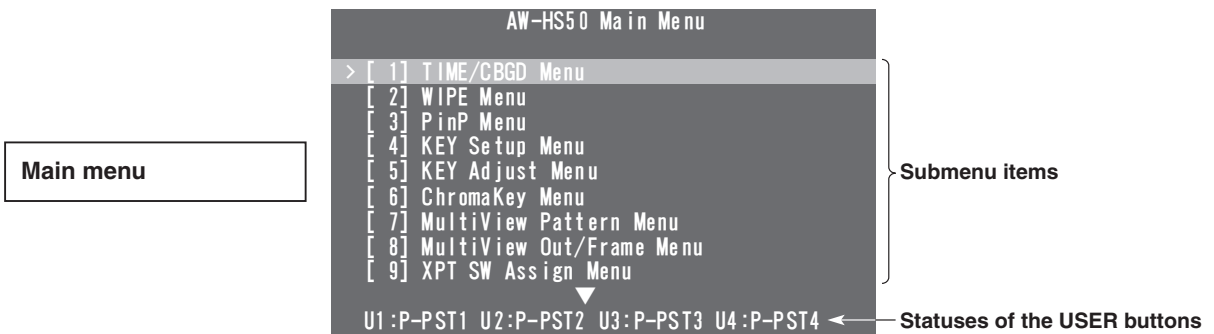 AW-HS50 Main Menu
> [ 1] TIME/CBGD Menu
[ 2] WIPE Menu
[ 3] PinP Menu
[ 4] KEY Setup Menu
[ 5] KEY Adjust Menu
[ 6] ChromaKey Menu
[ 7] MultiView Pattern Menu
[ 8] MultiView Out/Frame Menu
[ 9] XPT SW Assign Menu
U1:P-PST1 U2:P-PST2 U3:P-PST3 U4:P-PST4
Main menu
Submenu items
Statuses of the USER buttons